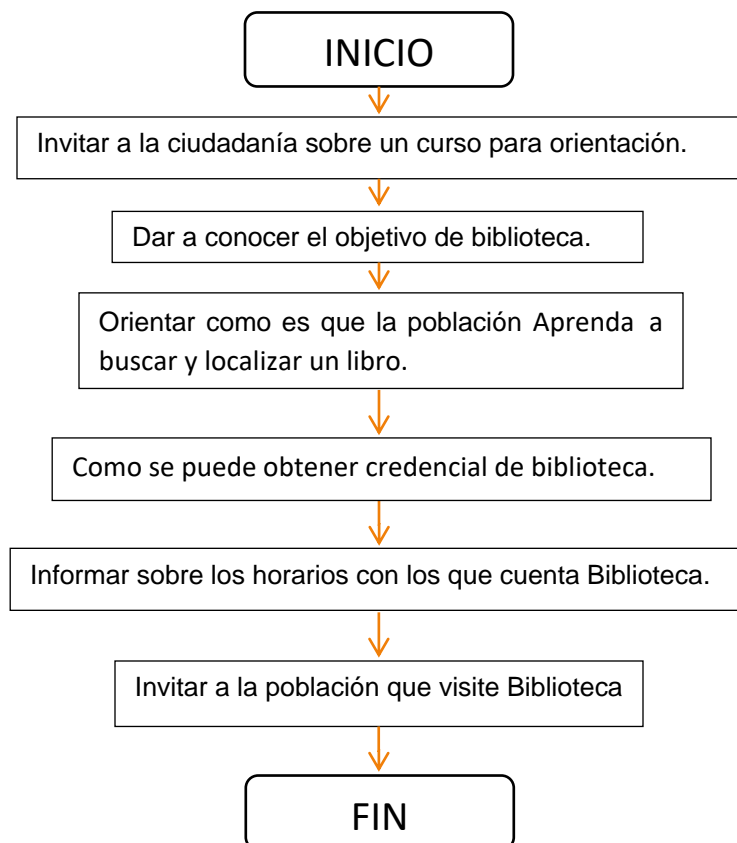 INICIO
Invitar a la ciudadanía sobre un curso para orientación.
Dar a conocer el objetivo de biblioteca.
Orientar como es que la población Aprenda a
buscar y localizar un libro.
Como se puede obtener credencial de biblioteca.
Informar sobre los horarios con los que cuenta Biblioteca.
Invitar a la población que visite Biblioteca
FIN